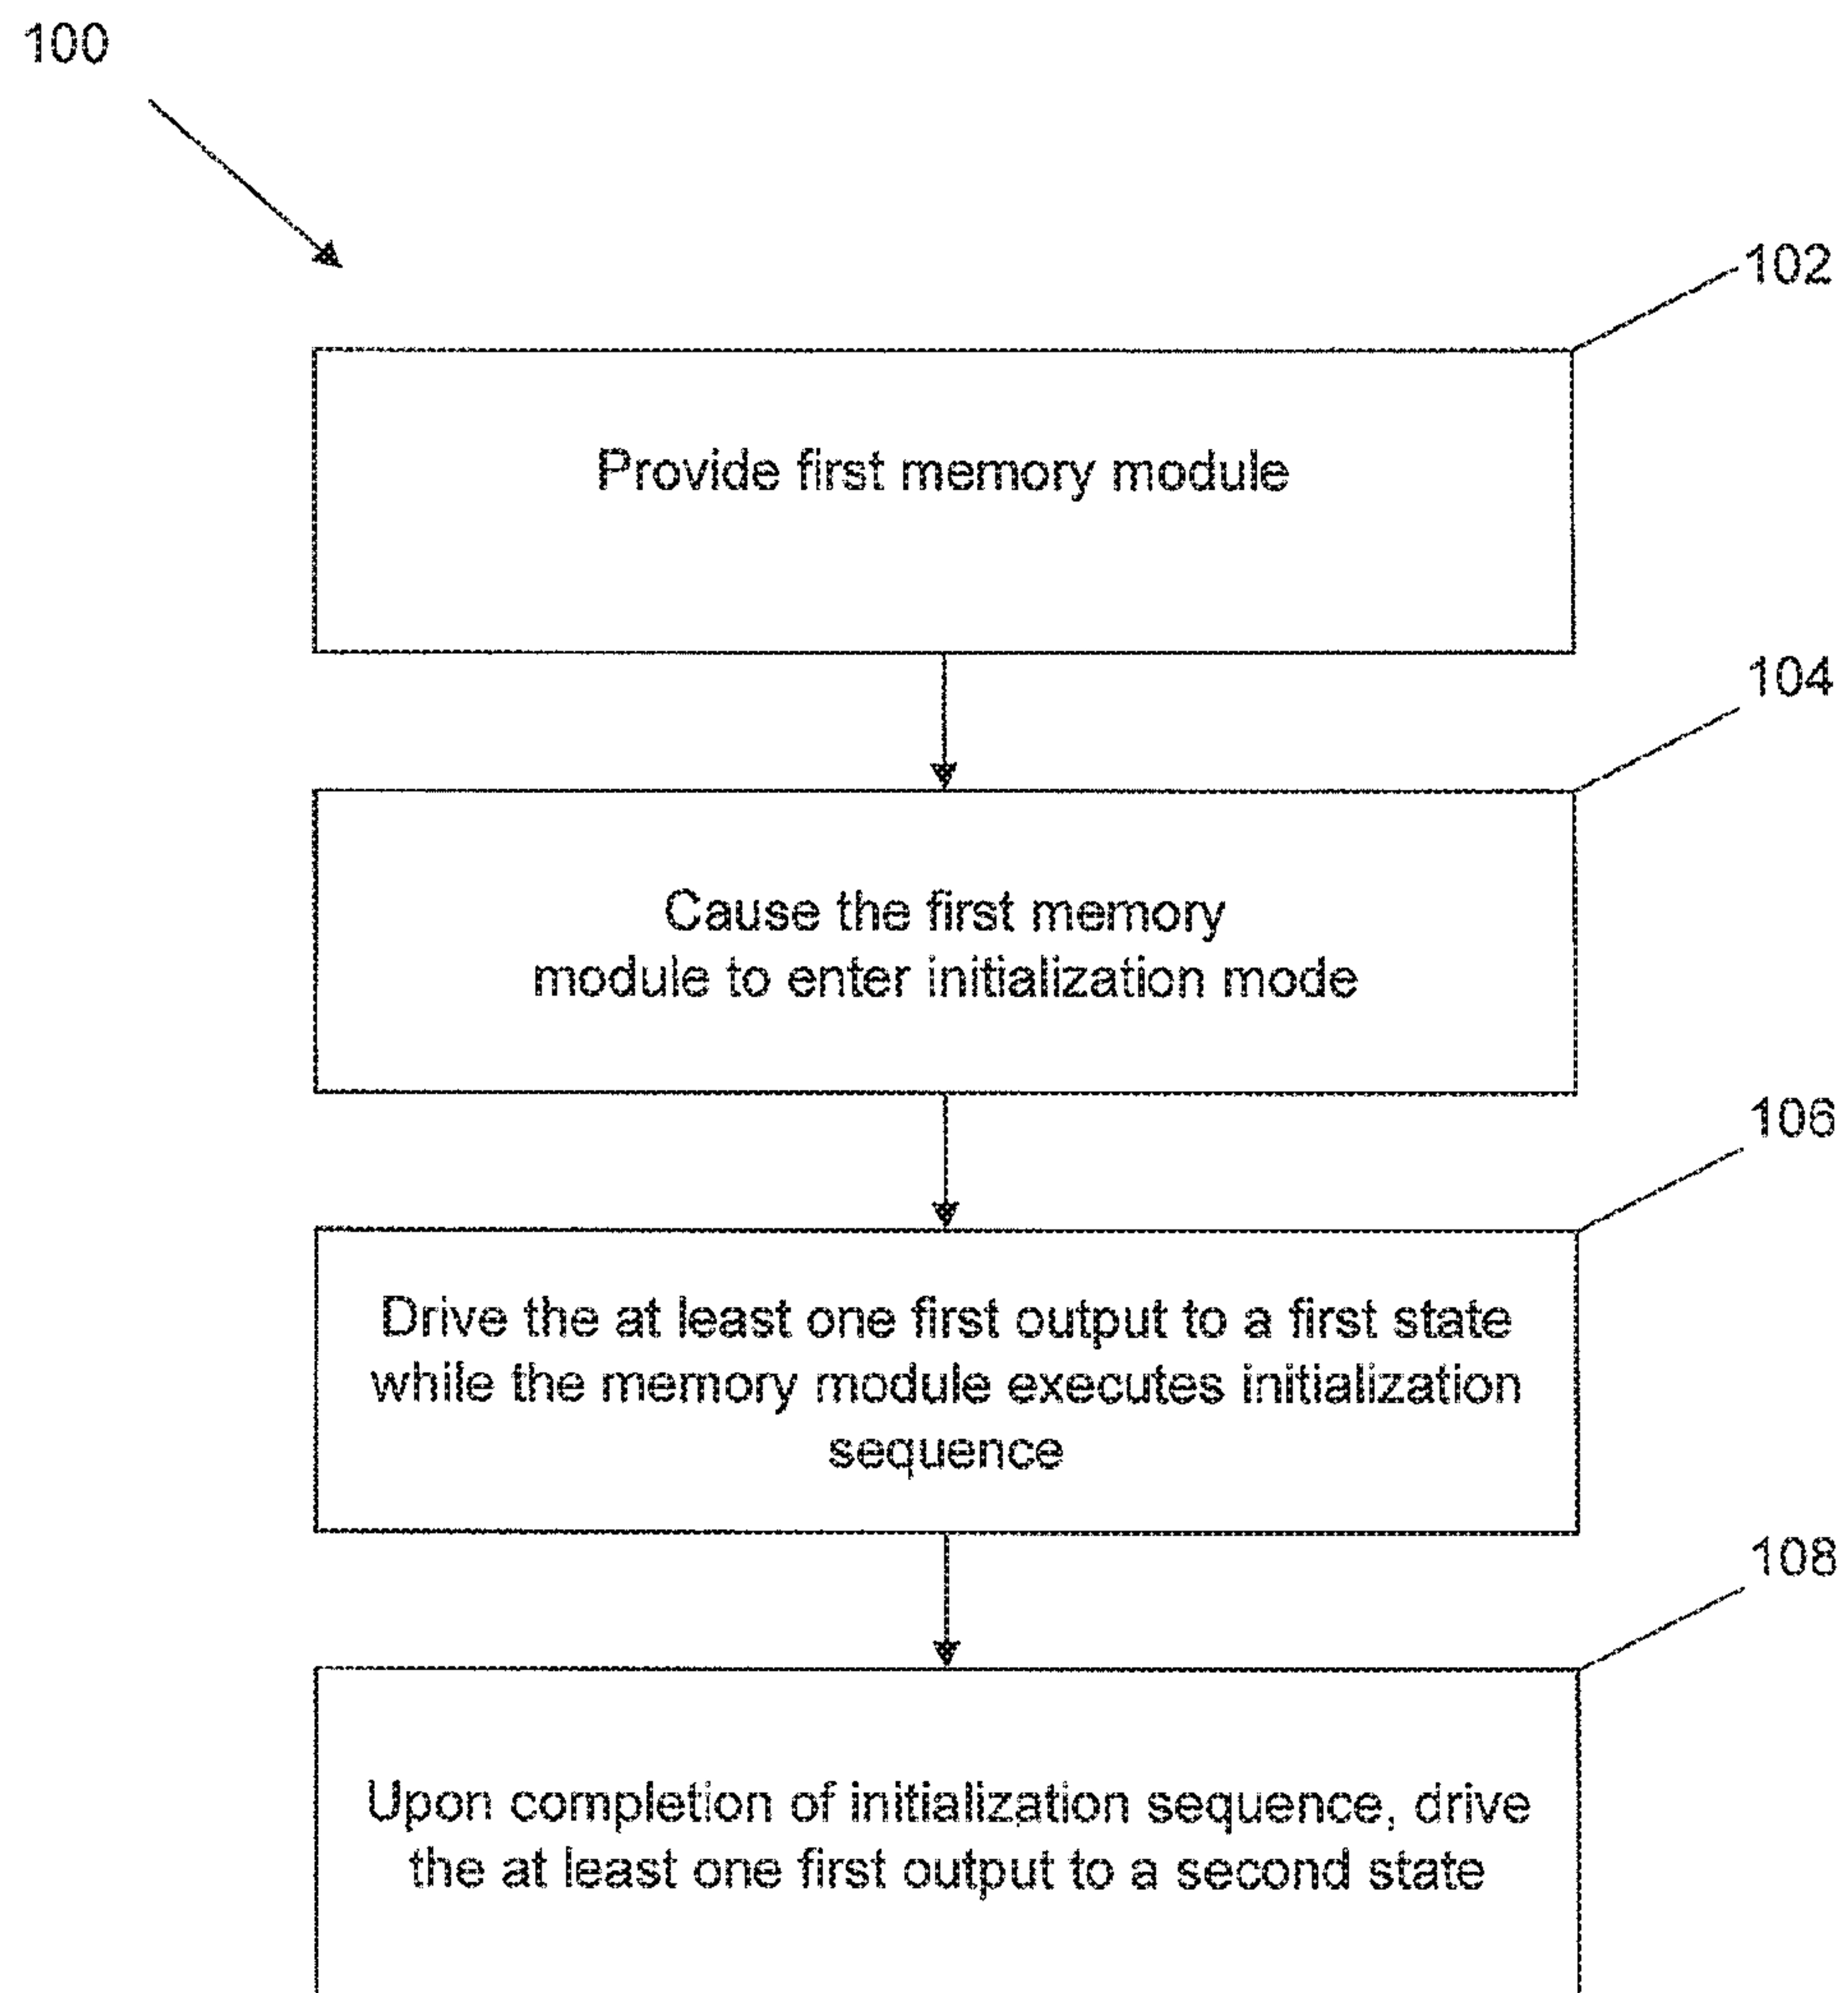 100
102
Provide first memory module
104
Cause the first memory
module to enter initialization mode
106
Drive the at least one first output to a first state
while the memory module executes initialization
sequence
108
Upon completion of initialization sequence, drive
the at least one first output to a second state